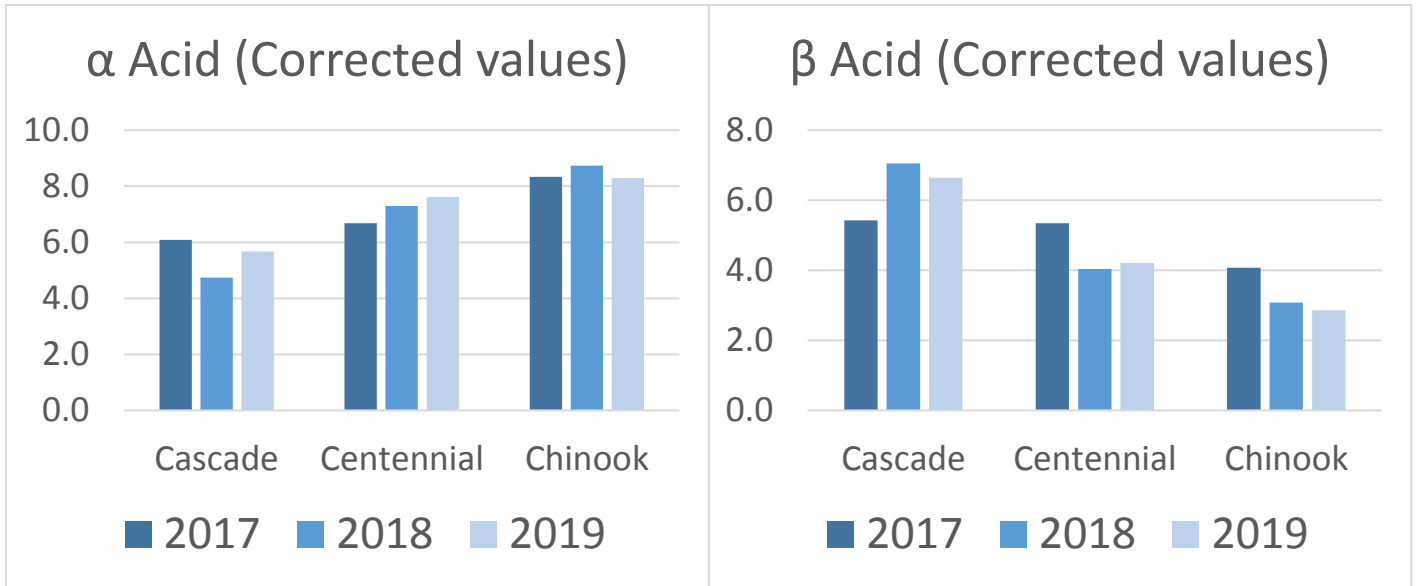 α Acid (Corrected values)
10.0
8.0
6.0
4.0
2.0
0.0
Cascade Centennial Chinook
2017 2018 2019
β Acid (Corrected values)
8.0
6.0
4.0
2.0
0.0
Cascade Centennial Chinook
2017 2018 2019